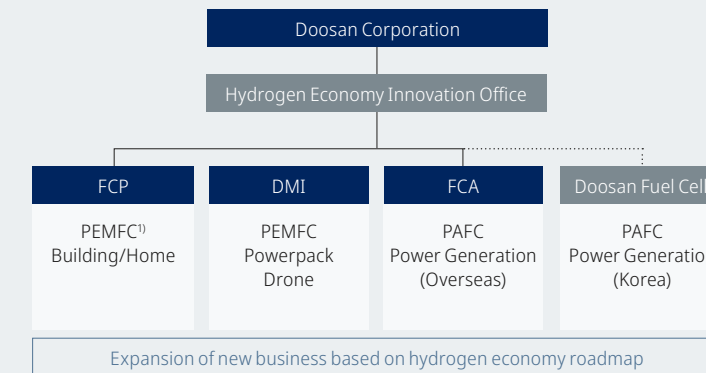 Doosan Corporation
Hydrogen Economy Innovation Office
FCP
DMI
FCA
Doosan Fuel Cell
PEMFC1)
Building/Home
PEMFC
Powerpack
Drone
PAFC
Power Generation
(Overseas)
PAFC
Power Generatio
(Korea)
Expansion of new business based on hydrogen economy roadmap